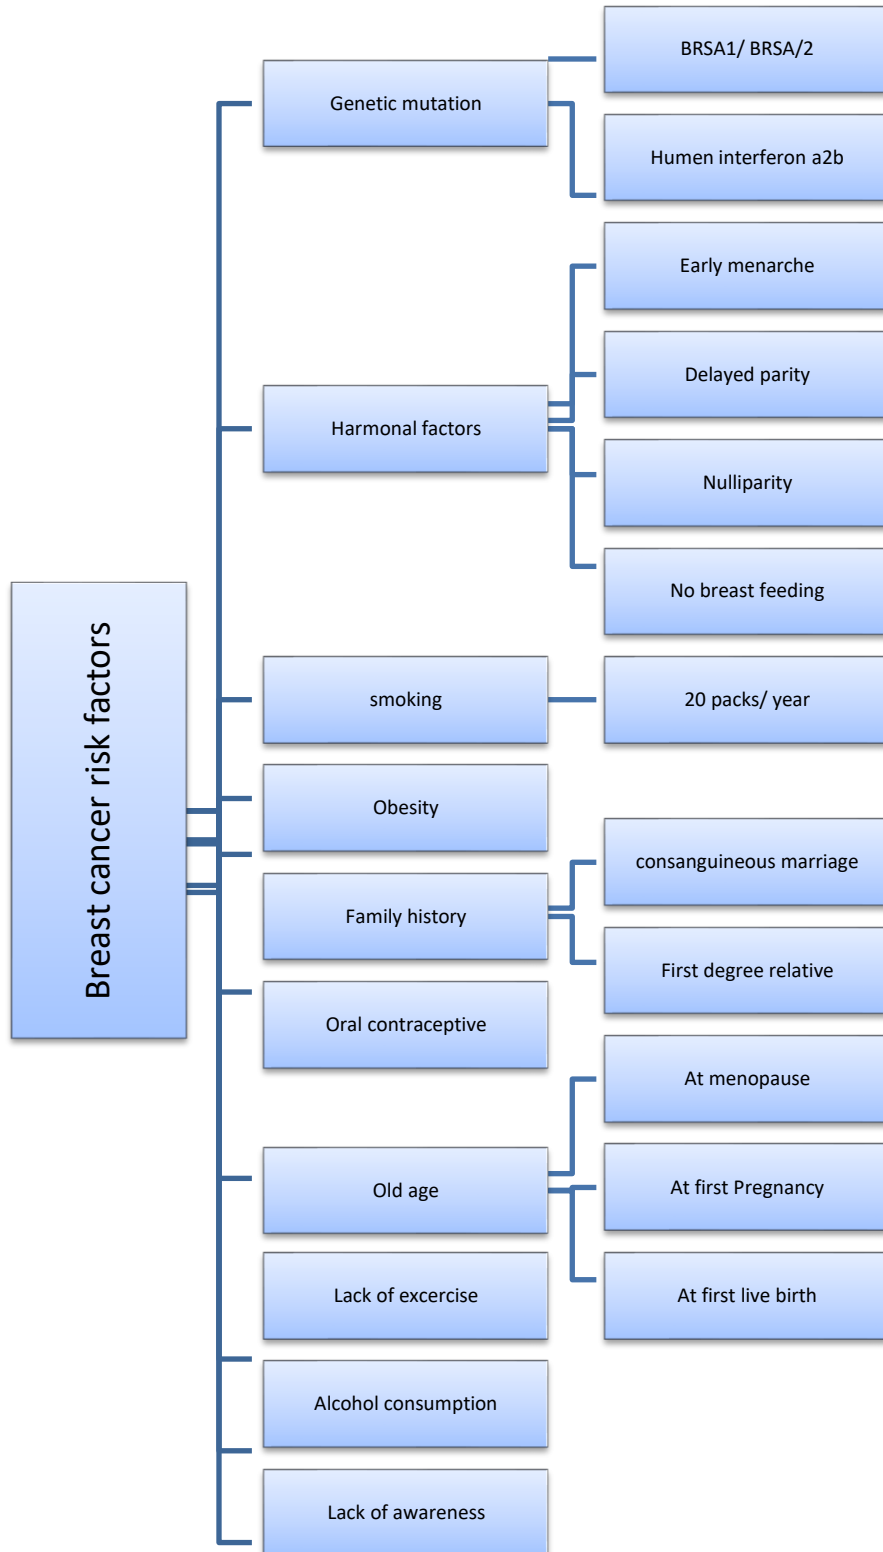 Breast cancer risk factors
Genetic mutation
BRSA1/ BRSA/2
Humen interferon a2b
Harmonal factors
Early menarche
Delayed parity
Nulliparity
No breast feeding
smoking
20 packs/ year
Obesity
Family history
consanguineous marriage
First degree relative
Oral contraceptive
Old age
At menopause
At first Pregnancy
At first live birth
Lack of excercise
Alcohol consumption
Lack of awareness